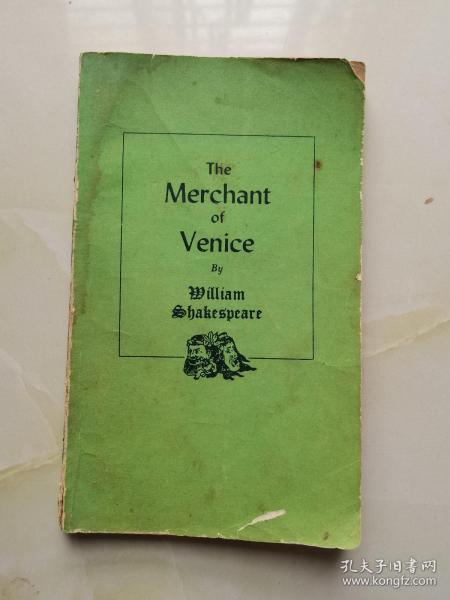 The
Merchant
of
Venice
By
William
Shakespeare
孔夫子旧书网
www.kongfz.com